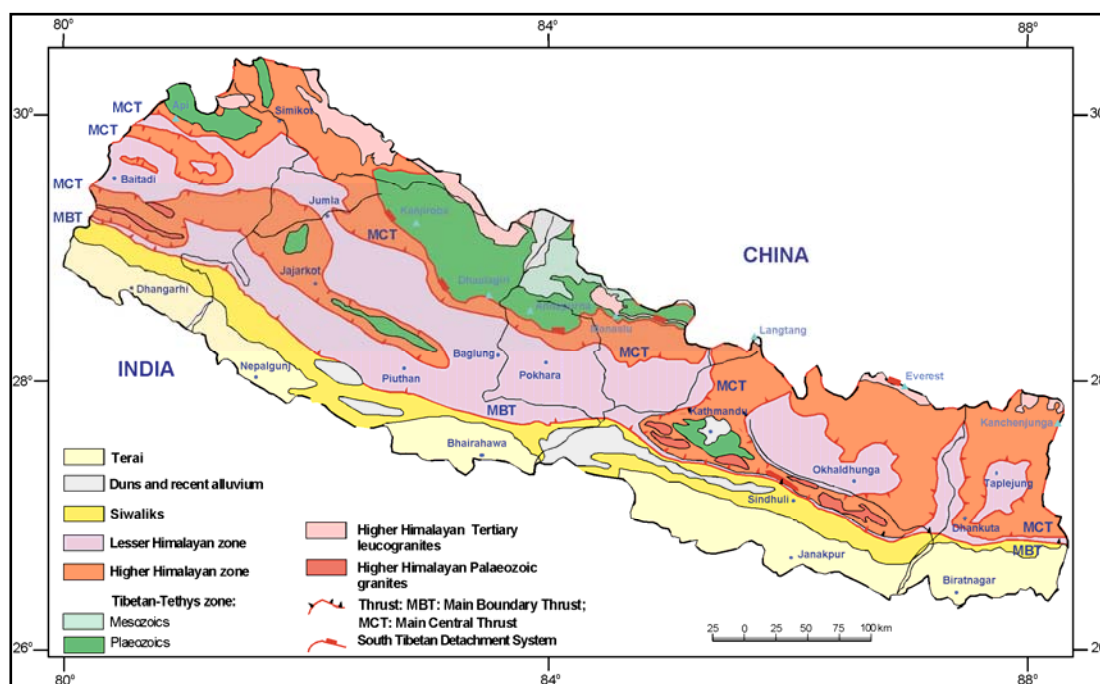 80°
84°
88°
30°
30
28°
28
26°
26
80°
84°
88°
MCT
Api
Simikot
MCT
MCT
Baitadi
MBT
Jumla
Kanjiroba
MCT
CHINA
Jajarkot
Dhangarhi
Dhaulagiri
Annapurna
Manaslu
Langtang
INDIA
Nepalgunj
Baglung
MCT
Piuthan
Pokhara
MCT
Everest
MBT
Kathmandu
Kanchenjunga
Bhairahawa
Okhaldhunga
Taplejung
Sindhuli
Dhankuta
MCT
MBT
Janakpur
Biratnagar
Terai
Duns and recent alluvium
Siwaliks
Lesser Himalayan zone
Higher Himalayan zone
Tibetan-Tethys zone:
Mesozoics
Plaeozoics
Higher Himalayan Tertiary
leucogranites
Higher Himalayan Palaeozoic
granites
Thrust: MBT: Main Boundary Thrust;
MCT: Main Central Thrust
South Tibetan Detachment System
25 0 25 50 75 100 km